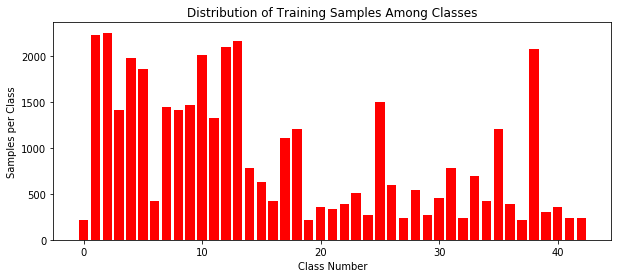 Distribution of Training Samples Among Classes
2000
1500
1000
500
0
Samples per Class
0 10 20 30 40
Class Number